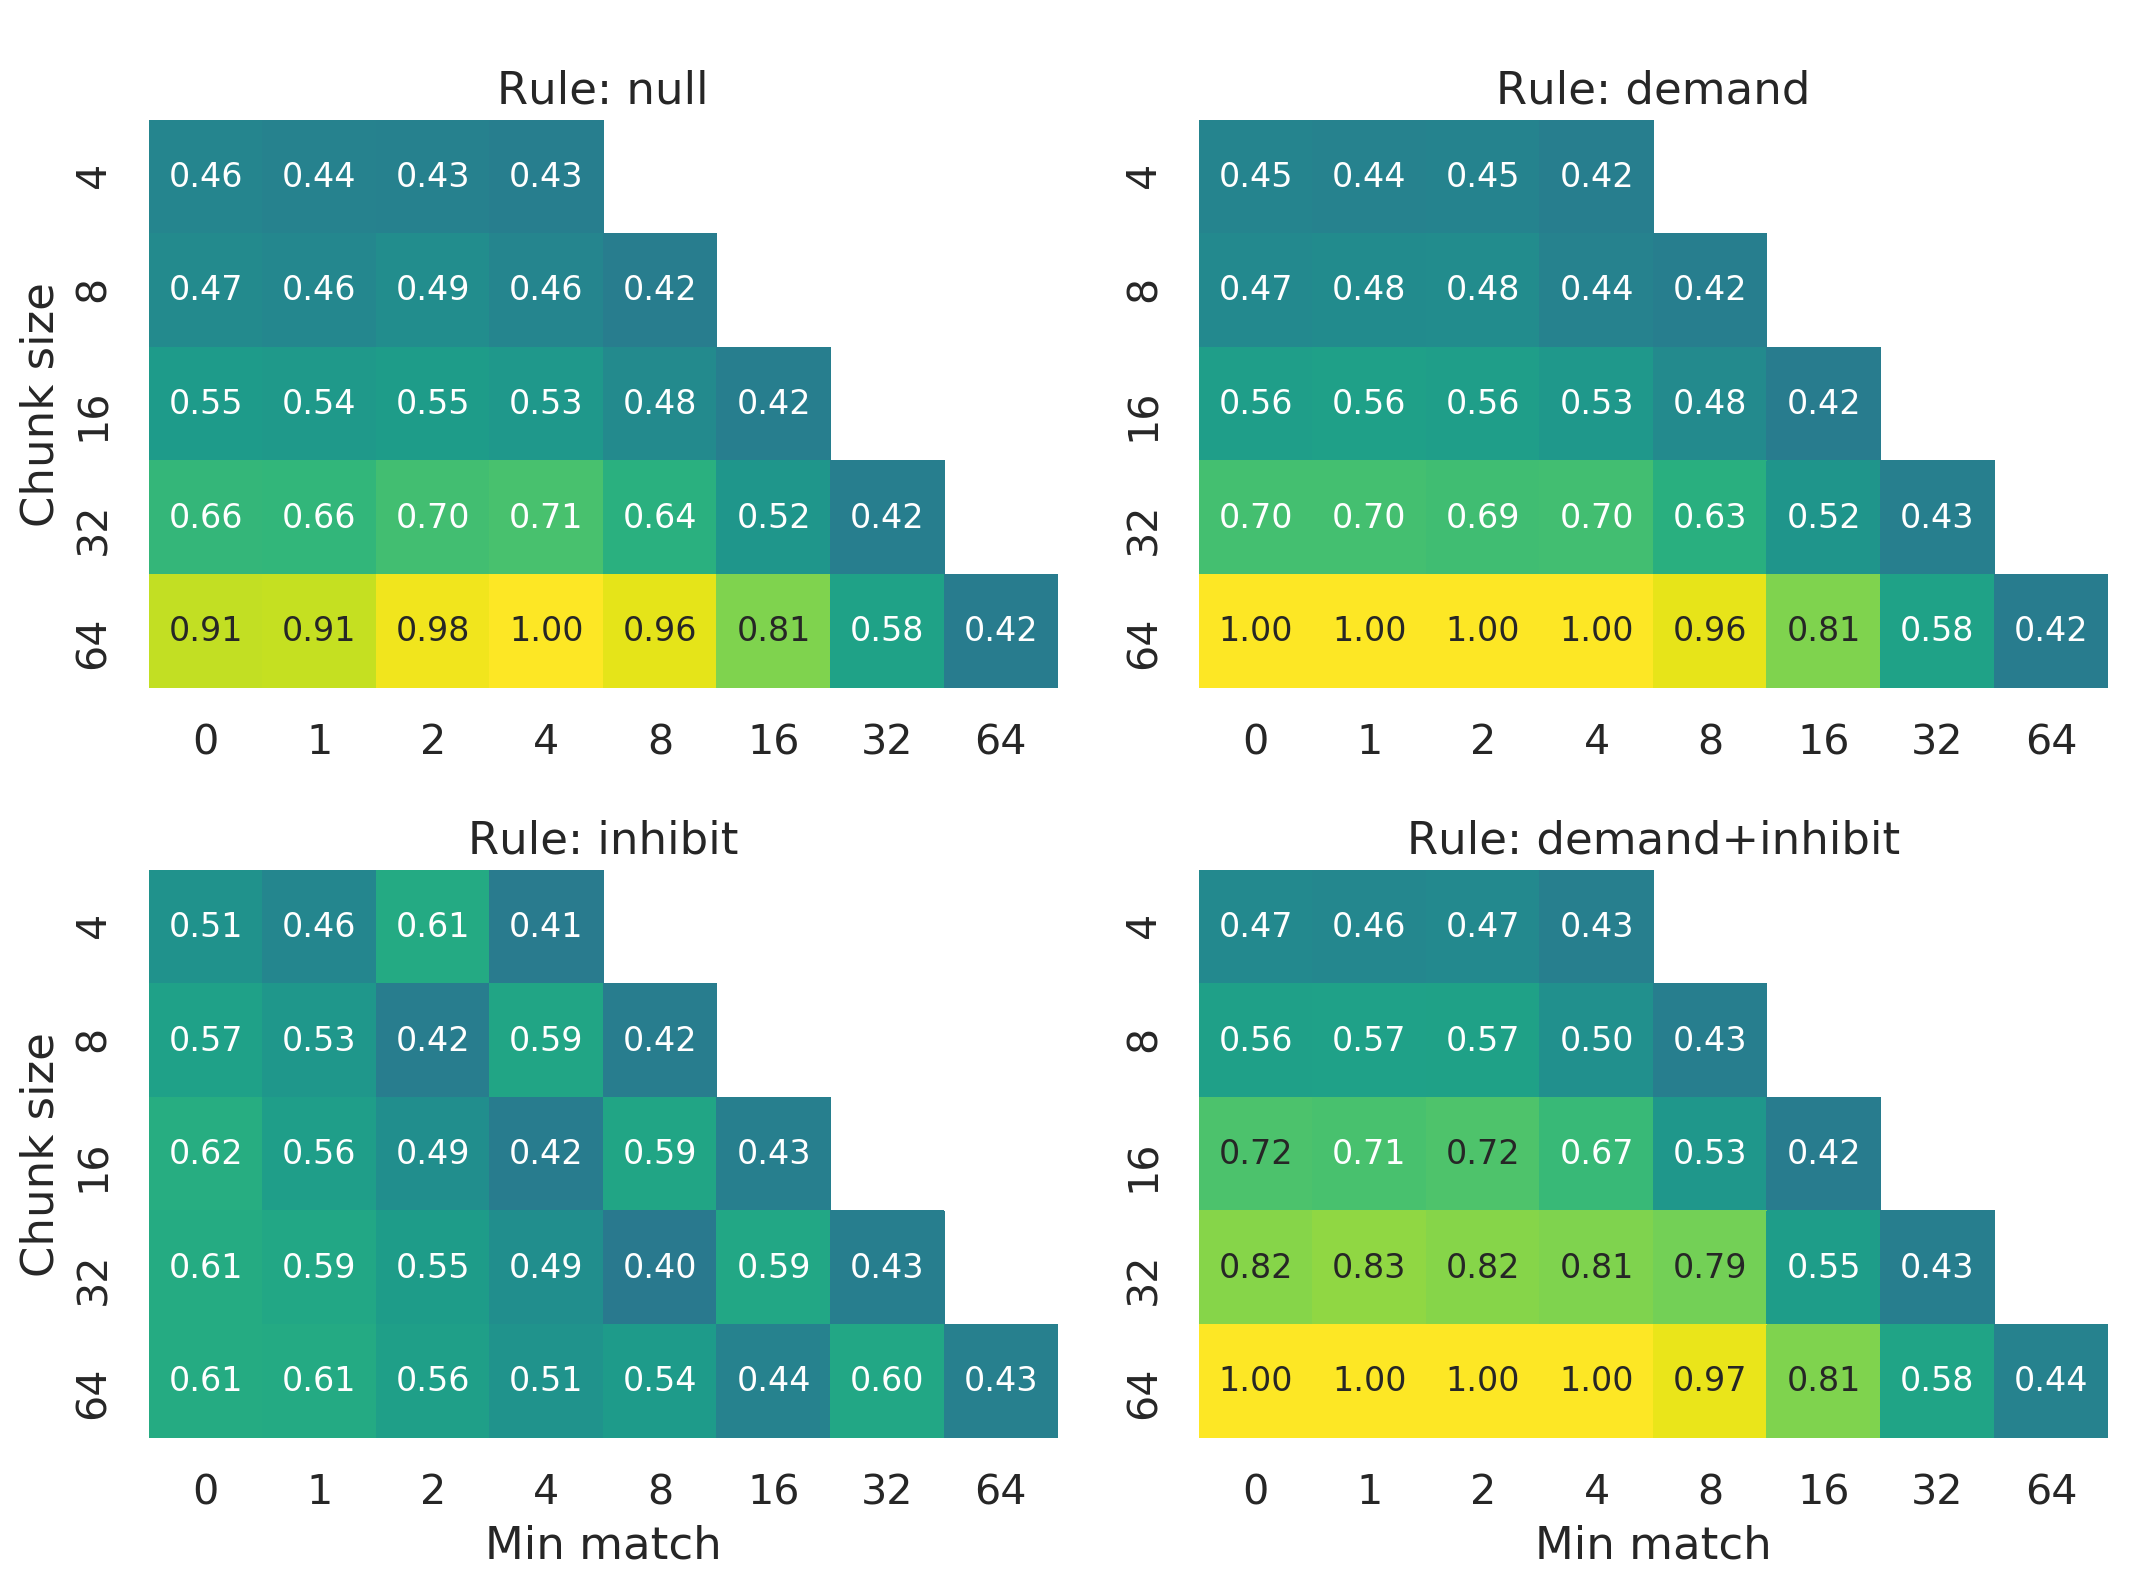 Rule: null
Chunk size
4 0.46 0.44 0.43 0.43
8 0.47 0.46 0.49 0.46 0.42
16 0.55 0.54 0.55 0.53 0.48 0.42
32 0.66 0.66 0.70 0.71 0.64 0.52 0.42
64 0.91 0.91 0.98 1.00 0.96 0.81 0.58 0.42
0 1 2 4 8 16 32 64
Rule: demand
4 0.45 0.44 0.45 0.42
8 0.47 0.48 0.48 0.44 0.42
16 0.56 0.56 0.56 0.53 0.48 0.42
32 0.70 0.70 0.69 0.70 0.63 0.52 0.43
64 1.00 1.00 1.00 1.00 0.96 0.81 0.58 0.42
0 1 2 4 8 16 32 64
Rule: inhibit
Chunk size
4 0.51 0.46 0.61 0.41
8 0.57 0.53 0.42 0.59 0.42
16 0.62 0.56 0.49 0.42 0.59 0.43
32 0.61 0.59 0.55 0.49 0.40 0.59 0.43
64 0.61 0.61 0.56 0.51 0.54 0.44 0.60 0.43
0 1 2 4 8 16 32 64
Min match
Rule: demand+inhibit
4 0.47 0.46 0.47 0.43
8 0.56 0.57 0.57 0.50 0.43
16 0.72 0.71 0.72 0.67 0.53 0.42
32 0.82 0.83 0.82 0.81 0.79 0.55 0.43
64 1.00 1.00 1.00 1.00 0.97 0.81 0.58 0.44
0 1 2 4 8 16 32 64
Min match